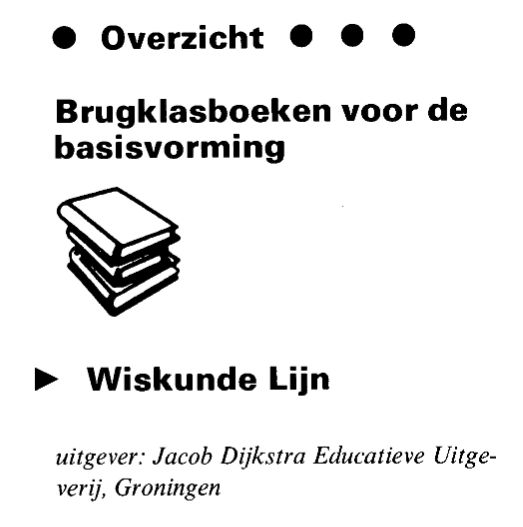 ● Overzicht ● ● ●
Brugklasboeken voor de
basisvorming
► Wiskunde Lijn
uitgever: Jacob Dijkstra Educatieve Uitge-
verij, Groningen